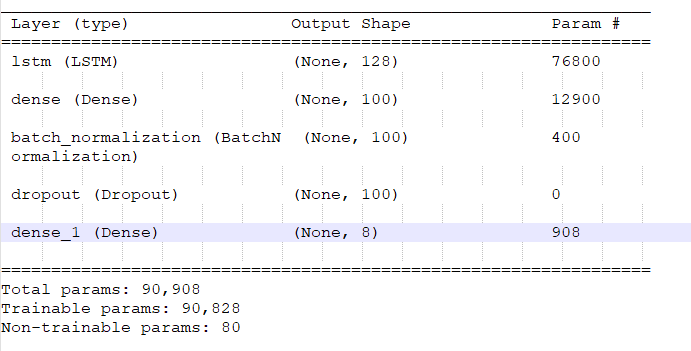 Layer (type) Output Shape Param #
lstm (LSTM) (None, 128) 76800
dense (Dense) (None, 100) 12900
batch_normalization (BatchN (None, 100) 400
ormalization)
dropout (Dropout) (None, 100) 0
dense_1 (Dense) (None, 8) 908
Total params: 90,908
Trainable params: 90,828
Non-trainable params: 80